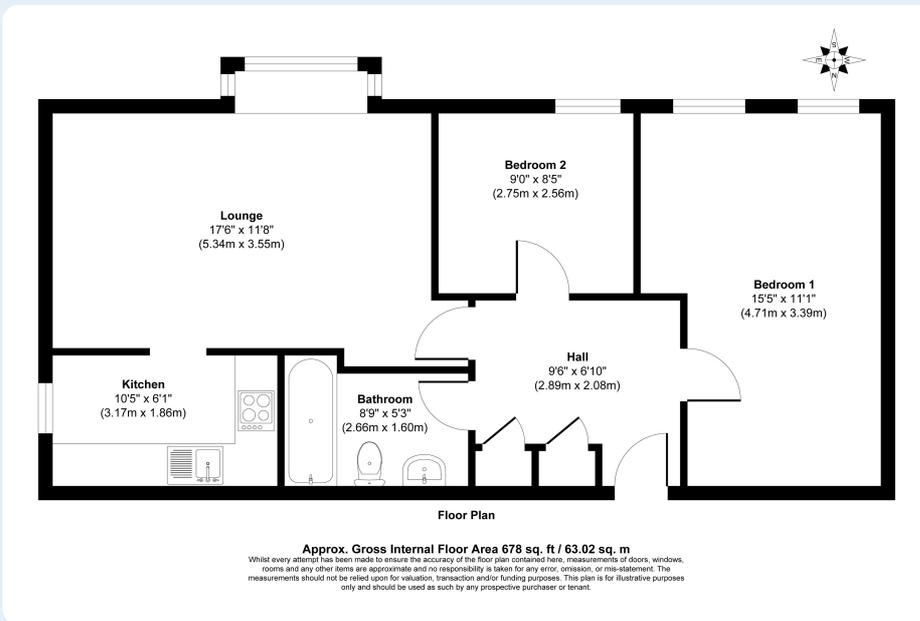 S
E
W
N
Bedroom 2
9'0" x 8'5"
(2.75m x 2.56m)
Lounge
17'6" x 11'8"
(5.34m x 3.55m)
Bedroom 1
15'5" x 11'1"
(4.71m x 3.39m)
Hall
9'6" x 6'10"
(2.89m x 2.08m)
Kitchen
10'5" x 6'1"
(3.17m x 1.86m)
Bathroom
8'9" x 5'3"
(2.66m x 1.60m)
Floor Plan
Approx. Gross Internal Floor Area 678 sq. ft / 63.02 sq. m
Whilst every attempt has been made to ensure the accuracy of the floor plan contained here, measurements of doors, windows,
rooms and any other items are approximate and no responsibility is taken for any error, omission, or mis-statement. The
measurements should not be relied upon for valuation, transaction and/or funding purposes. This plan is for illustrative purposes
only and should be used as such by any prospective purchaser or tenant.